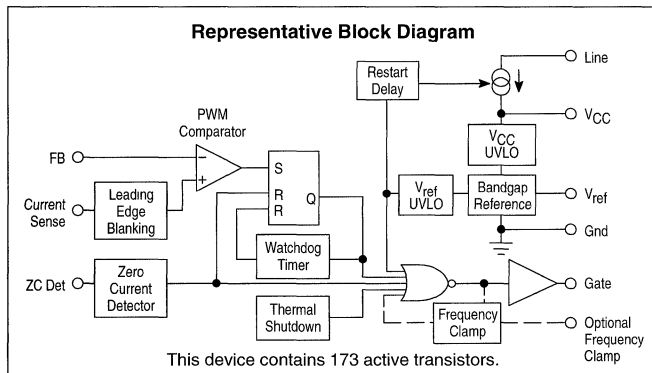 Representative Block Diagram
Restart
Delay
Line
VCC
VCC
UVLO
PWM
Comparator
FB
−
+
S
R
R
Q
Current
Sense
Leading
Edge
Blanking
Vref
UVLO
Bandgap
Reference
Vref
Gnd
Watchdog
Timer
ZC Det
Zero
Current
Detector
Thermal
Shutdown
Gate
Frequency
Clamp
Optional
Frequency
Clamp
This device contains 173 active transistors.